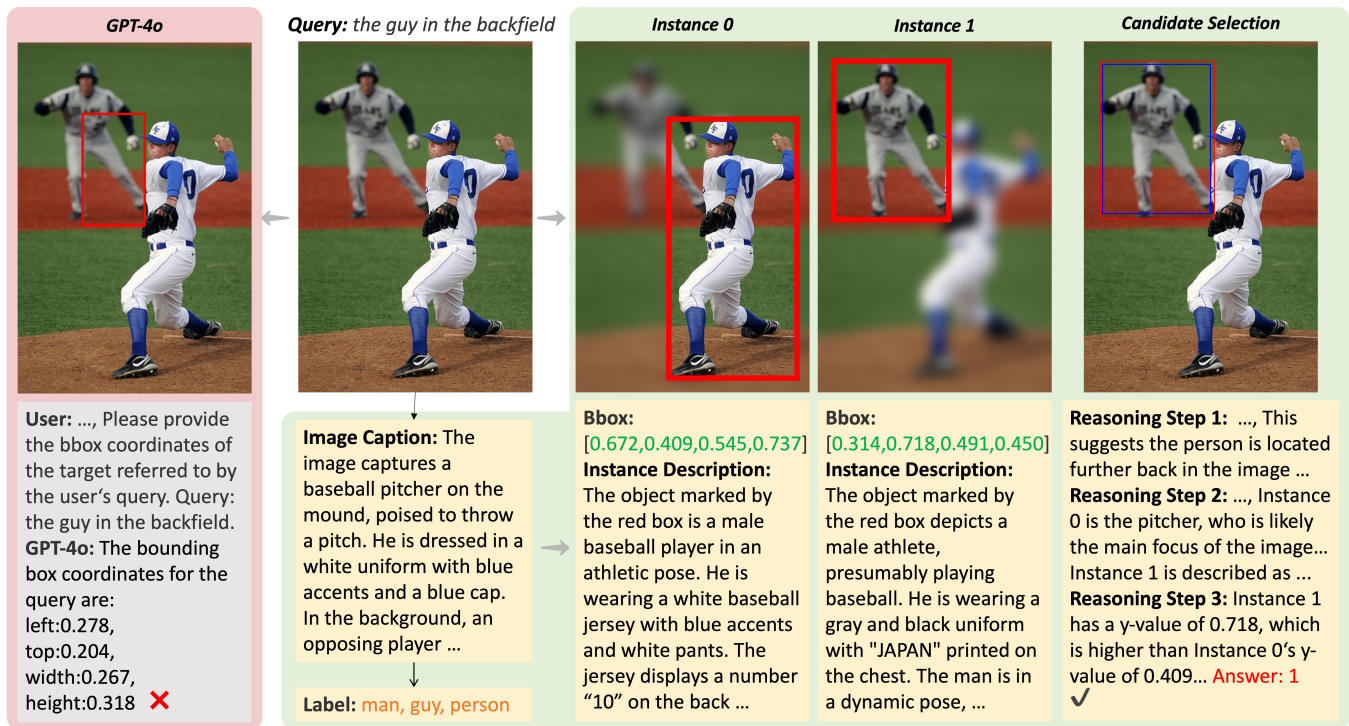 GPT-4o
Query: the guy in the backfield
Instance 0
Instance 1
Candidate Selection
User: …, Please provide
the bbox coordinates of
the target referred to by
the user‘s query. Query:
the guy in the backfield.
GPT-4o: The bounding
box coordinates for the
query are:
left:0.278,
top:0.204,
width:0.267,
height:0.318
Image Caption: The
image captures a
baseball pitcher on the
mound, poised to throw
a pitch. He is dressed in a
white uniform with blue
accents and a blue cap.
In the background, an
opposing player …
Label: man, guy, person
Bbox:
[0.672,0.409,0.545,0.737]
Instance Description:
The object marked by
the red box is a male
baseball player in an
athletic pose. He is
wearing a white baseball
jersey with blue accents
and white pants. The
jersey displays a number
“10” on the back …
Bbox:
[0.314,0.718,0.491,0.450]
Instance Description:
The object marked by
the red box depicts a
male athlete,
presumably playing
baseball. He is wearing a
gray and black uniform
with "JAPAN" printed on
the chest. The man is in
a dynamic pose, …
Reasoning Step 1: …, This
suggests the person is located
further back in the image …
Reasoning Step 2: …, Instance
0 is the pitcher, who is likely
the main focus of the image…
Instance 1 is described as …
Reasoning Step 3: Instance 1
has a y-value of 0.718, which
is higher than Instance 0‘s y-
value of 0.409… Answer: 1